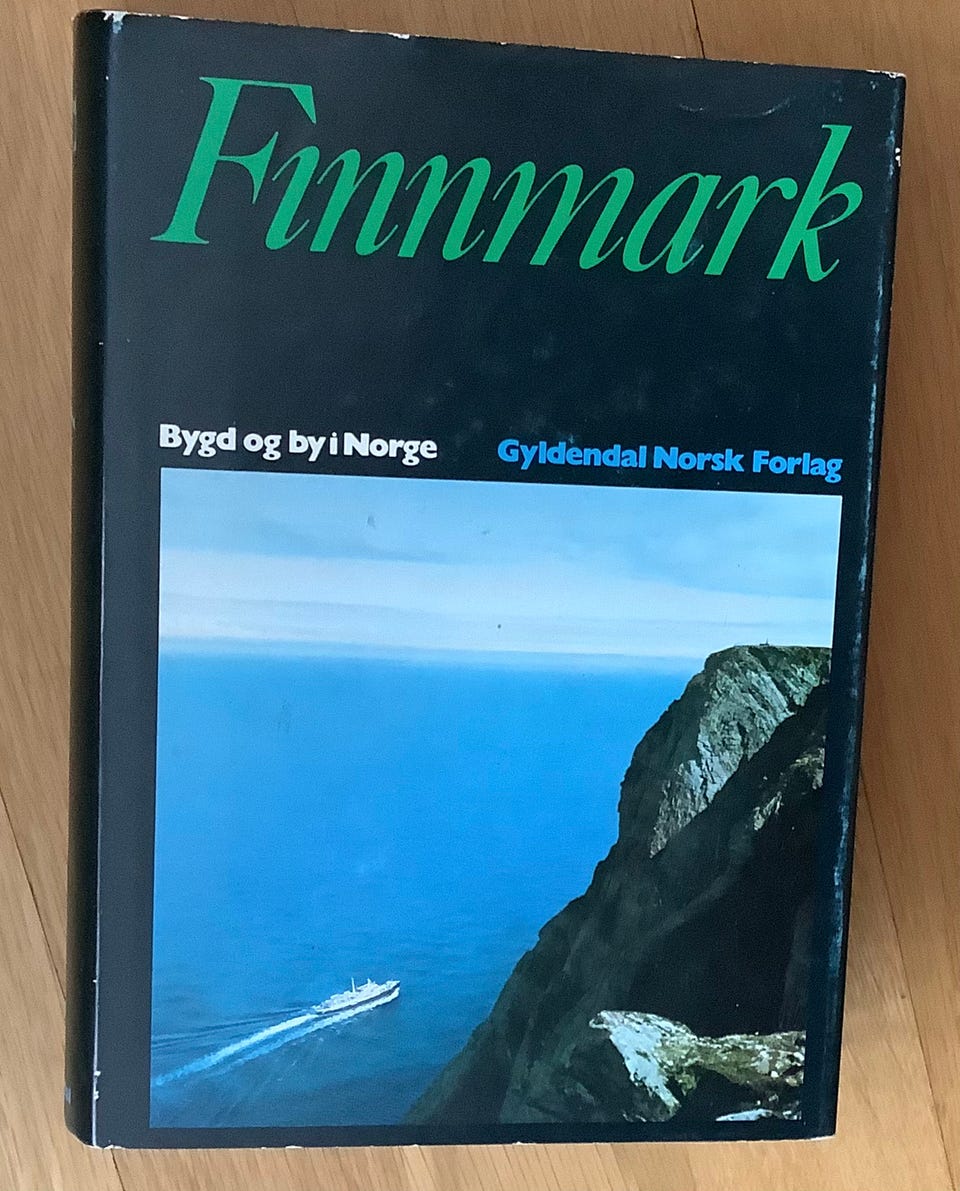 Finnmark
Bygd og by i Norge
Gyldendal Norsk Forlag